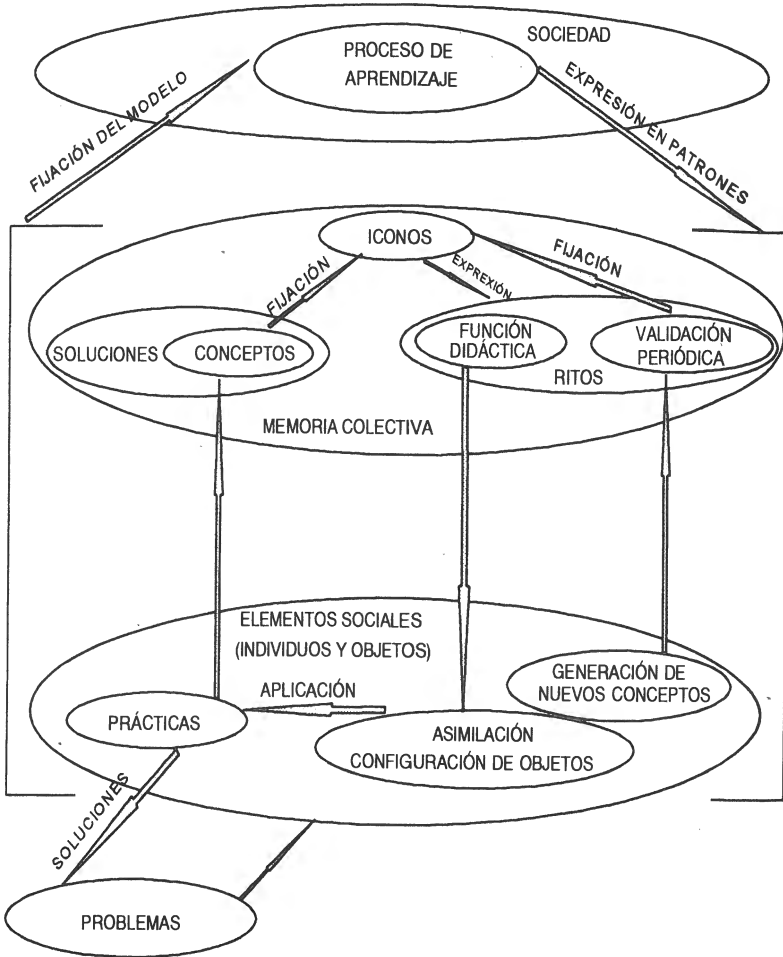 SOCIEDAD
PROCESO DE
APRENDIZAJE
FIJACIÓN DEL MODELO
EXPRESIÓN EN PATRONES
ICONOS
FIJACIÓN
EXPREXIÓN
FIJACIÓN
SOLUCIONES
CONCEPTOS
FUNCIÓN
DIDÁCTICA
VALIDACIÓN
PERIÓDICA
RITOS
MEMORIA COLECTIVA
ELEMENTOS SOCIALES
(INDIVIDUOS Y OBJETOS)
GENERACIÓN DE
NUEVOS CONCEPTOS
APLICACIÓN
PRÁCTICAS
ASIMILACIÓN
CONFIGURACIÓN DE OBJETOS
SOLUCIONES
PROBLEMAS